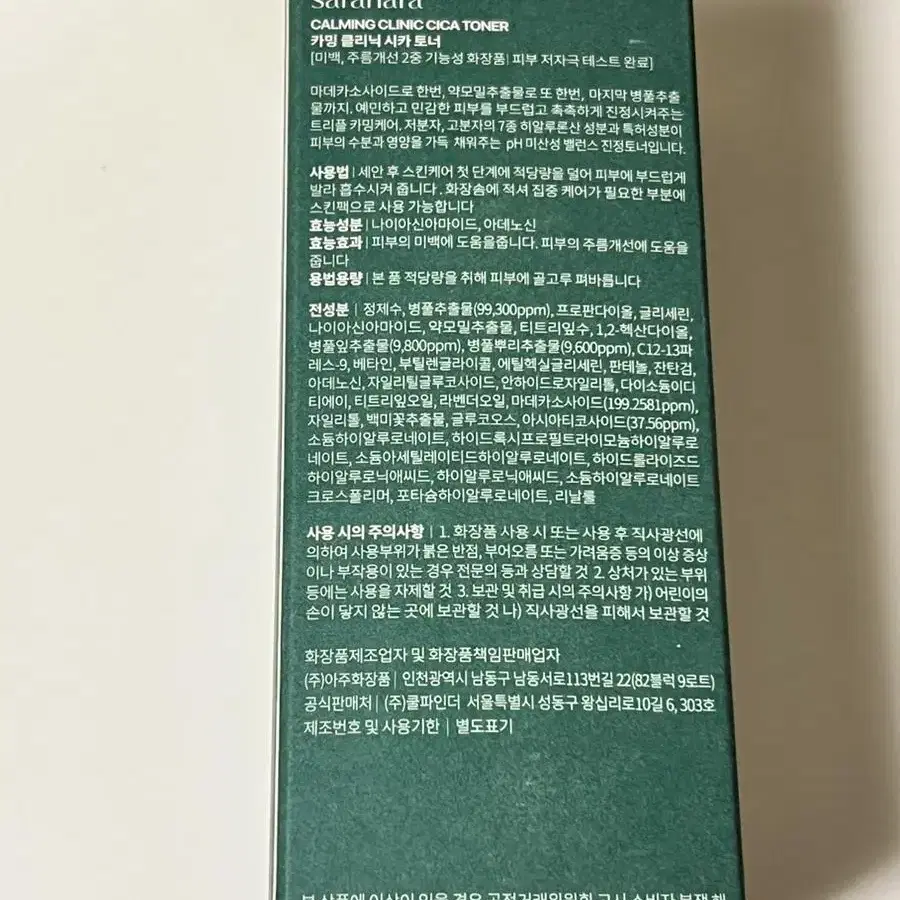 sarahara
CALMING CLINIC CICA TONER
카밍 클리닉 시카 토너
[미백, 주름개선 2중 기능성 화장품| 피부 저자극 테스트 완료]
마데카소사이드로 한번, 약모밀추출물로 또 한번, 마지막 병풀추출
물까지. 예민하고 민감한 피부를 부드럽고 촉촉하게 진정시켜주는
트리플 카밍케어. 저분자, 고분자의 7종 히알루론산 성분과 특허성분이
피부의 수분과 영양을 가득 채워주는 pH 미산성 밸런스 진정토너입니다.
사용법 | 세안 후 스킨케어 첫 단계에 적당량을 덜어 피부에 부드럽게
발라 흡수시켜 줍니다. 화장솜에 적셔 집중 케어가 필요한 부분에
스킨팩으로 사용 가능합니다
효능성분 | 나이아신아마이드, 아데노신
효능효과 | 피부의 미백에 도움을줍니다. 피부의 주름개선에 도움을
줍니다
용법용량 | 본 품 적당량을 취해 피부에 골고루 펴바릅니다
전성분 | 정제수, 병풀추출물(99,300ppm), 프로판다이올, 글리세린,
나이아신아마이드, 약모밀추출물, 티트리잎수, 1,2-헥산다이올,
병풀잎추출물(9,800ppm), 병풀뿌리추출물(9,600ppm), C12-13파
레스-9, 베타인, 부틸렌글라이콜, 에틸헥실글리세린, 판테놀, 잔탄검,
아데노신, 자일리틸글루코사이드, 안하이드로자일리톨, 다이소듐이디
티에이, 티트리잎오일, 라벤더오일, 마데카소사이드(199.2581ppm),
자일리톨, 백미꽃추출물, 글루코오스, 아시아티코사이드(37.56ppm),
소듐하이알루로네이트, 하이드록시프로필트라이모늄하이알루로
네이트, 소듐아세틸레이티드하이알루로네이트, 하이드롤라이즈드
하이알루로닉애씨드, 하이알루로닉애씨드, 소듐하이알루로네이트
크로스폴리머, 포타슘하이알루로네이트, 리날룰
사용 시의 주의사항 | 1. 화장품 사용 시 또는 사용 후 직사광선에
의하여 사용부위가 붉은 반점, 부어오름 또는 가려움증 등의 이상 증상
이나 부작용이 있는 경우 전문의 등과 상담할 것 2. 상처가 있는 부위
등에는 사용을 자제할 것 3. 보관 및 취급 시의 주의사항 가) 어린이의
손이 닿지 않는 곳에 보관할 것 나) 직사광선을 피해서 보관할 것
화장품제조업자 및 화장품책임판매업자
(주)아주화장품 | 인천광역시 남동구 남동서로113번길 22(82블럭 9로트)
공식판매처 | (주)쿨파인더 서울특별시 성동구 왕십리로10길 6, 303호
제조번호 및 사용기한 | 별도표기
본 상품에 이상이 있을 경우 공정거래위원회 고시 소비자 분쟁 해